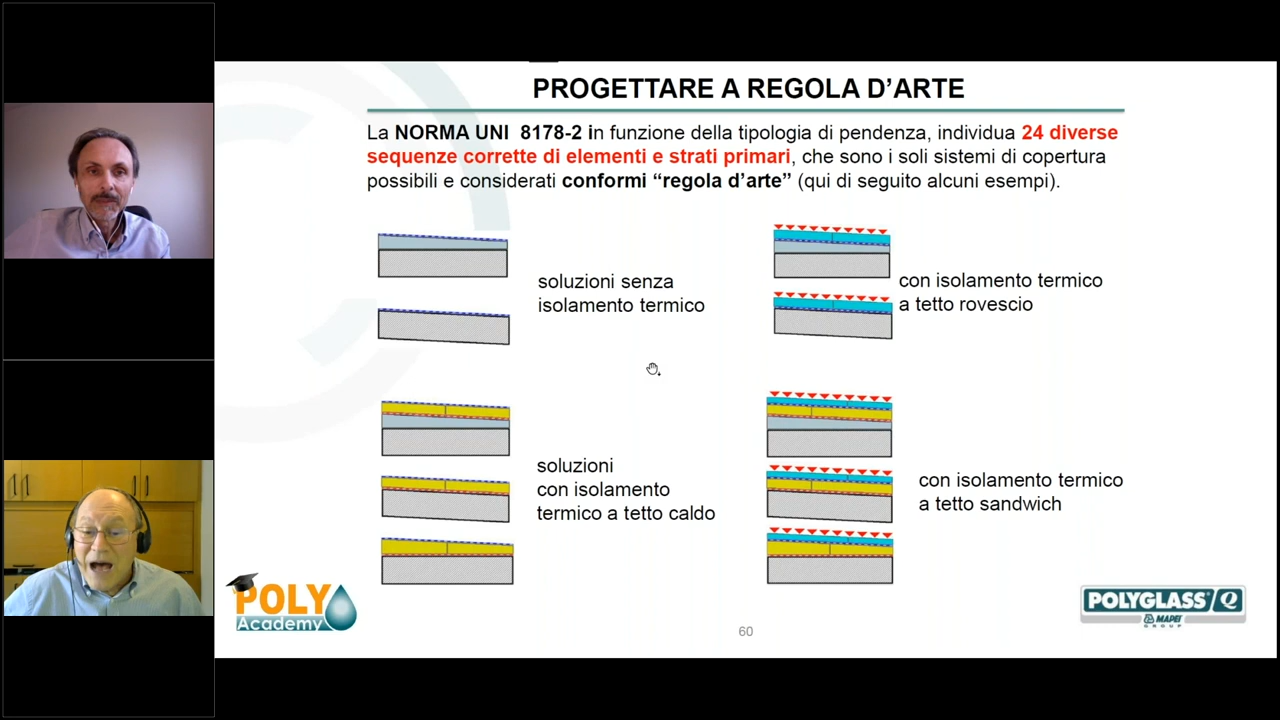 PROGETTARE A REGOLA D'ARTE
La NORMA UNI 8178-2 in funzione della tipologia di pendenza, individua 24 diverse
sequenze corrette di elementi e strati primari, che sono i soli sistemi di copertura
possibili e considerati conformi “regola d'arte” (qui di seguito alcuni esempi).
soluzioni senza
isolamento termico
con isolamento termico
a tetto rovescio
soluzioni
con isolamento
termico a tetto caldo
con isolamento termico
a tetto sandwich
POLY
Academy
POLYGLASS
MAPEI
GROUP
60